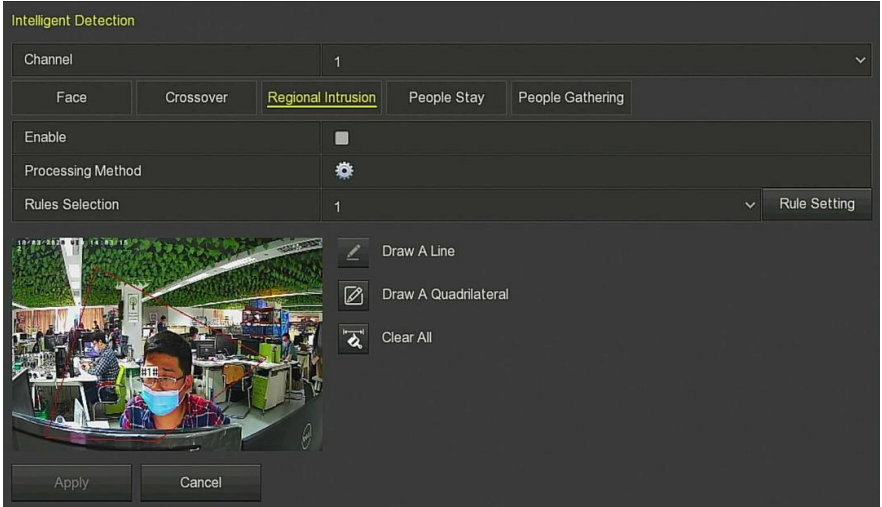 Intelligent Detection
Channel 1
Face Crossover Regional Intrusion People Stay People Gathering
Enable
Processing Method
Rules Selection 1 Rule Setting
Draw A Line
Draw A Quadrilateral
Clear All
#1#
Apply Cancel